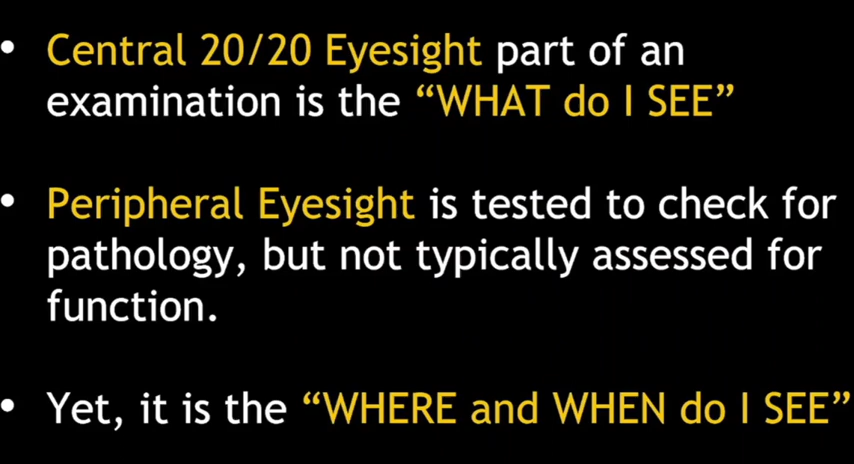 • Central 20/20 Eyesight part of an
examination is the “WHAT do I SEE”
• Peripheral Eyesight is tested to check for
pathology, but not typically assessed for
function.
• Yet, it is the “WHERE and WHEN do I SEE”